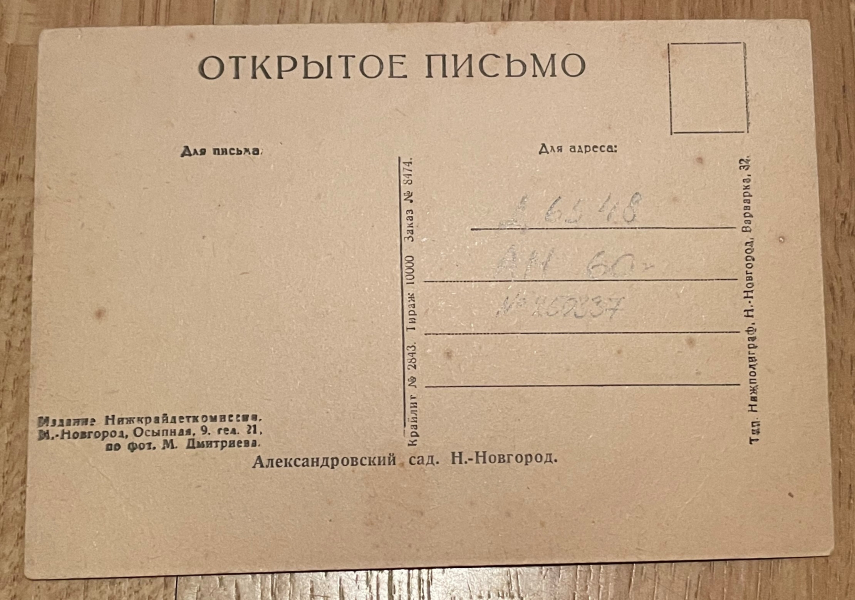 ОТКРЫТОЕ ПИСЬМО
Для письма:
Для адреса:
Крайлит № 2843. Тираж 10000 Заказ № 8474.
Тип. Нижполиграф, Н.-Новгород, Варварка, 32.
Издание Нижкрайдеткомиссии.
Н.-Новгород, Осыпная, 9. тел. 21,
по фот. М. Дмитриева.
Александровский сад. Н.-Новгород.